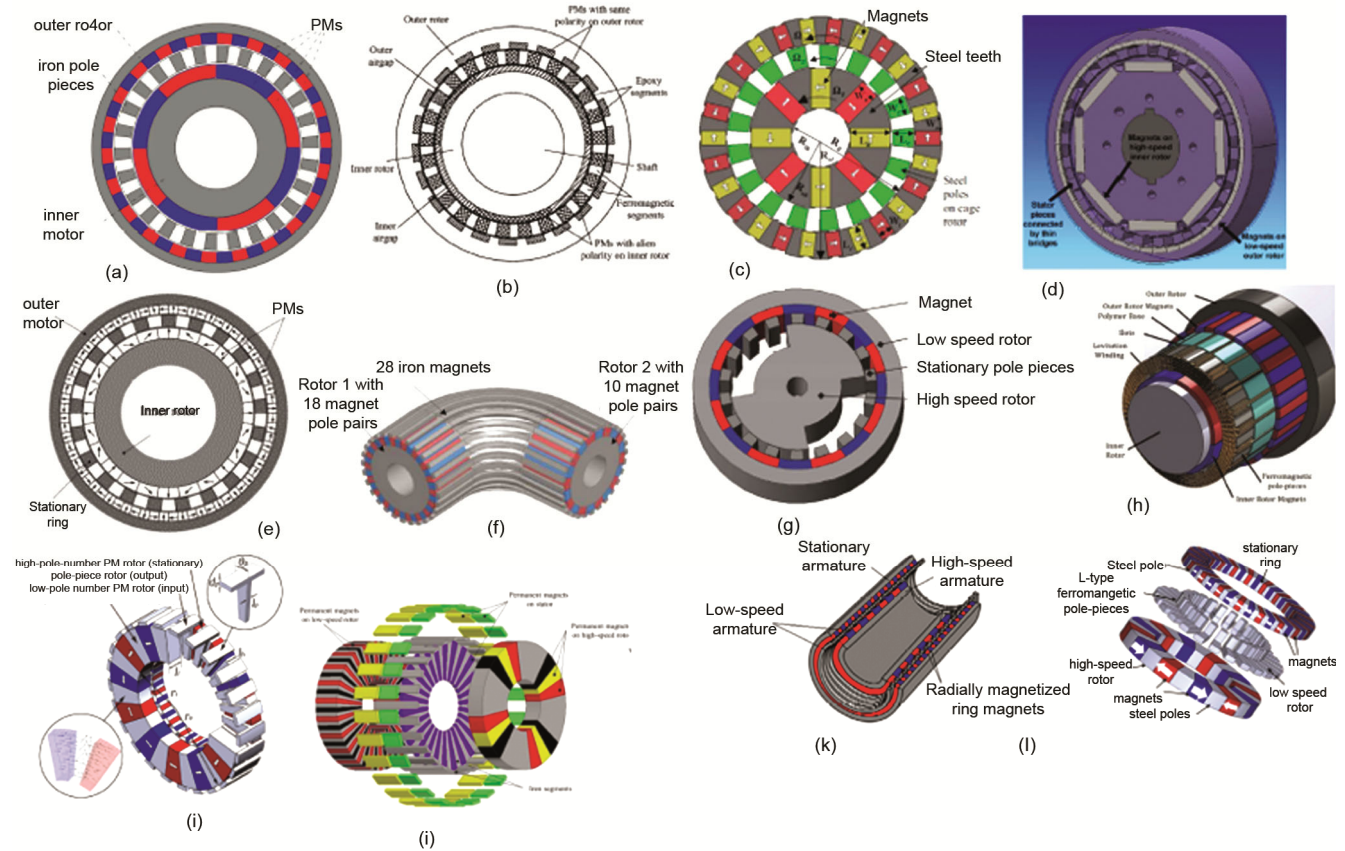 outer ro4or
PMs
iron pole
pieces
inner
motor
(a)
Outer rotor
PMs with same
polarity on outer rotor
Outer
airgap
Epoxy
segments
Inner rotor
Shaft
Ferromagnetic
segments
Inner
airgap
PMs with alien
polarity on inner rotor
(b)
Magnets
Steel teeth
Steel
poles
on cage
rotor
(c)
Magnets on
high-speed
inner rotor
Stator
pieces
connected
by thin
bridges
Magnets on
low-speed
outer rotor
(d)
outer
motor
PMs
Inner rotor
Stationary
ring
(e)
28 iron magnets
Rotor 1 with
18 magnet
pole pairs
Rotor 2 with
10 magnet
pole pairs
(f)
Magnet
Low speed rotor
Stationary pole pieces
High speed rotor
(g)
Outer Rotor
Outer Rotor Magnets
Polymer Base
Slots
Levitation
Winding
Inner
Rotor
Ferromagnetic
pole-pieces
Inner Rotor Magnets
(h)
high-pole-number PM rotor (stationary)
pole-piece rotor (output)
low-pole number PM rotor (input)
(i)
Permanent magnets
on low-speed rotor
Permanent magnets
on stator
Permanent magnets
on high-speed roto
Iron segments
(i)
Stationary
armature
High-speed
armature
Low-speed
armature
Radially magnetized
ring magnets
(k)
stationary
ring
Steel pole
L-type
ferromangetic
pole-pieces
high-speed
rotor
magnets
magnets
steel poles
low speed
rotor
(l)